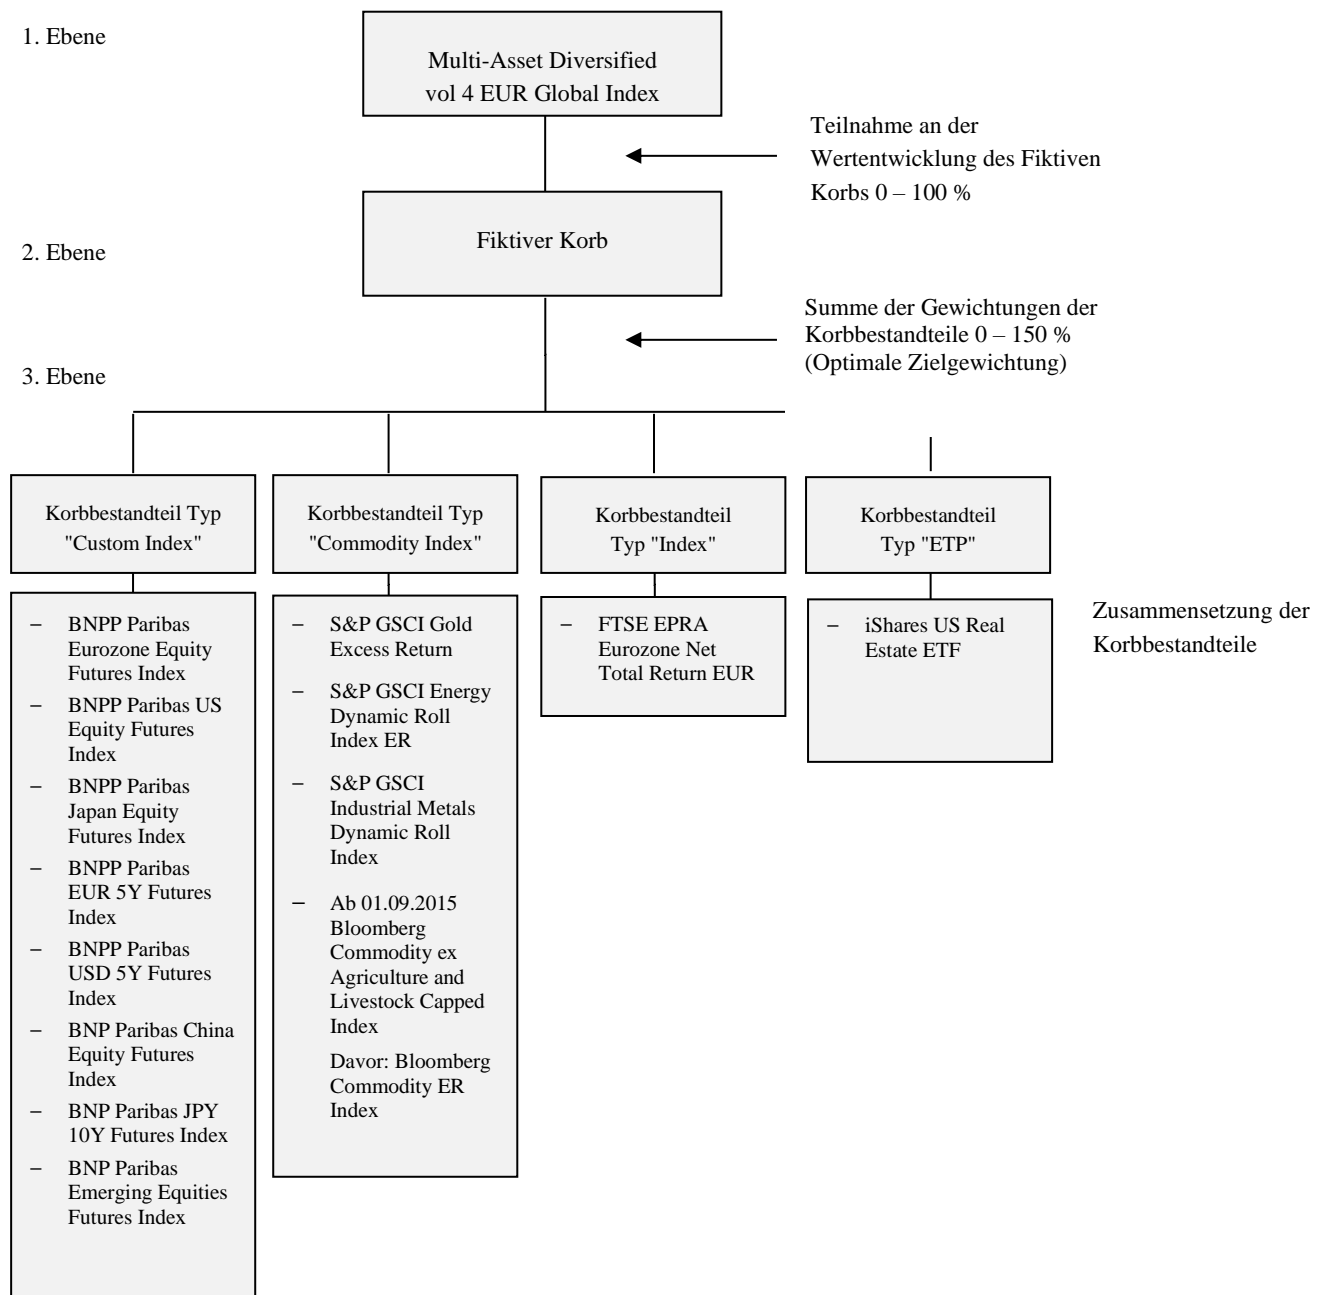 1. Ebene
Multi-Asset Diversified
vol 4 EUR Global Index
Teilnahme an der
Wertentwicklung des Fiktiven
Korbs 0 – 100 %
2. Ebene
Fiktiver Korb
Summe der Gewichtungen der
Korbbestandteile 0 – 150 %
(Optimale Zielgewichtung)
3. Ebene
Korbbestandteil Typ
"Custom Index"
Korbbestandteil Typ
"Commodity Index"
Korbbestandteil
Typ "Index"
Korbbestandteil
Typ "ETP"
– BNPP Paribas
Eurozone Equity
Futures Index
– BNPP Paribas US
Equity Futures
Index
– BNPP Paribas
Japan Equity
Futures Index
– BNPP Paribas
EUR 5Y Futures
Index
– BNPP Paribas
USD 5Y Futures
Index
– BNP Paribas China
Equity Futures
Index
– BNP Paribas JPY
10Y Futures Index
– BNP Paribas
Emerging Equities
Futures Index
– S&P GSCI Gold
Excess Return
– S&P GSCI Energy
Dynamic Roll
Index ER
– S&P GSCI
Industrial Metals
Dynamic Roll
Index
– Ab 01.09.2015
Bloomberg
Commodity ex
Agriculture and
Livestock Capped
Index
Davor: Bloomberg
Commodity ER
Index
– FTSE EPRA
Eurozone Net
Total Return EUR
– iShares US Real
Estate ETF
Zusammensetzung der
Korbbestandteile